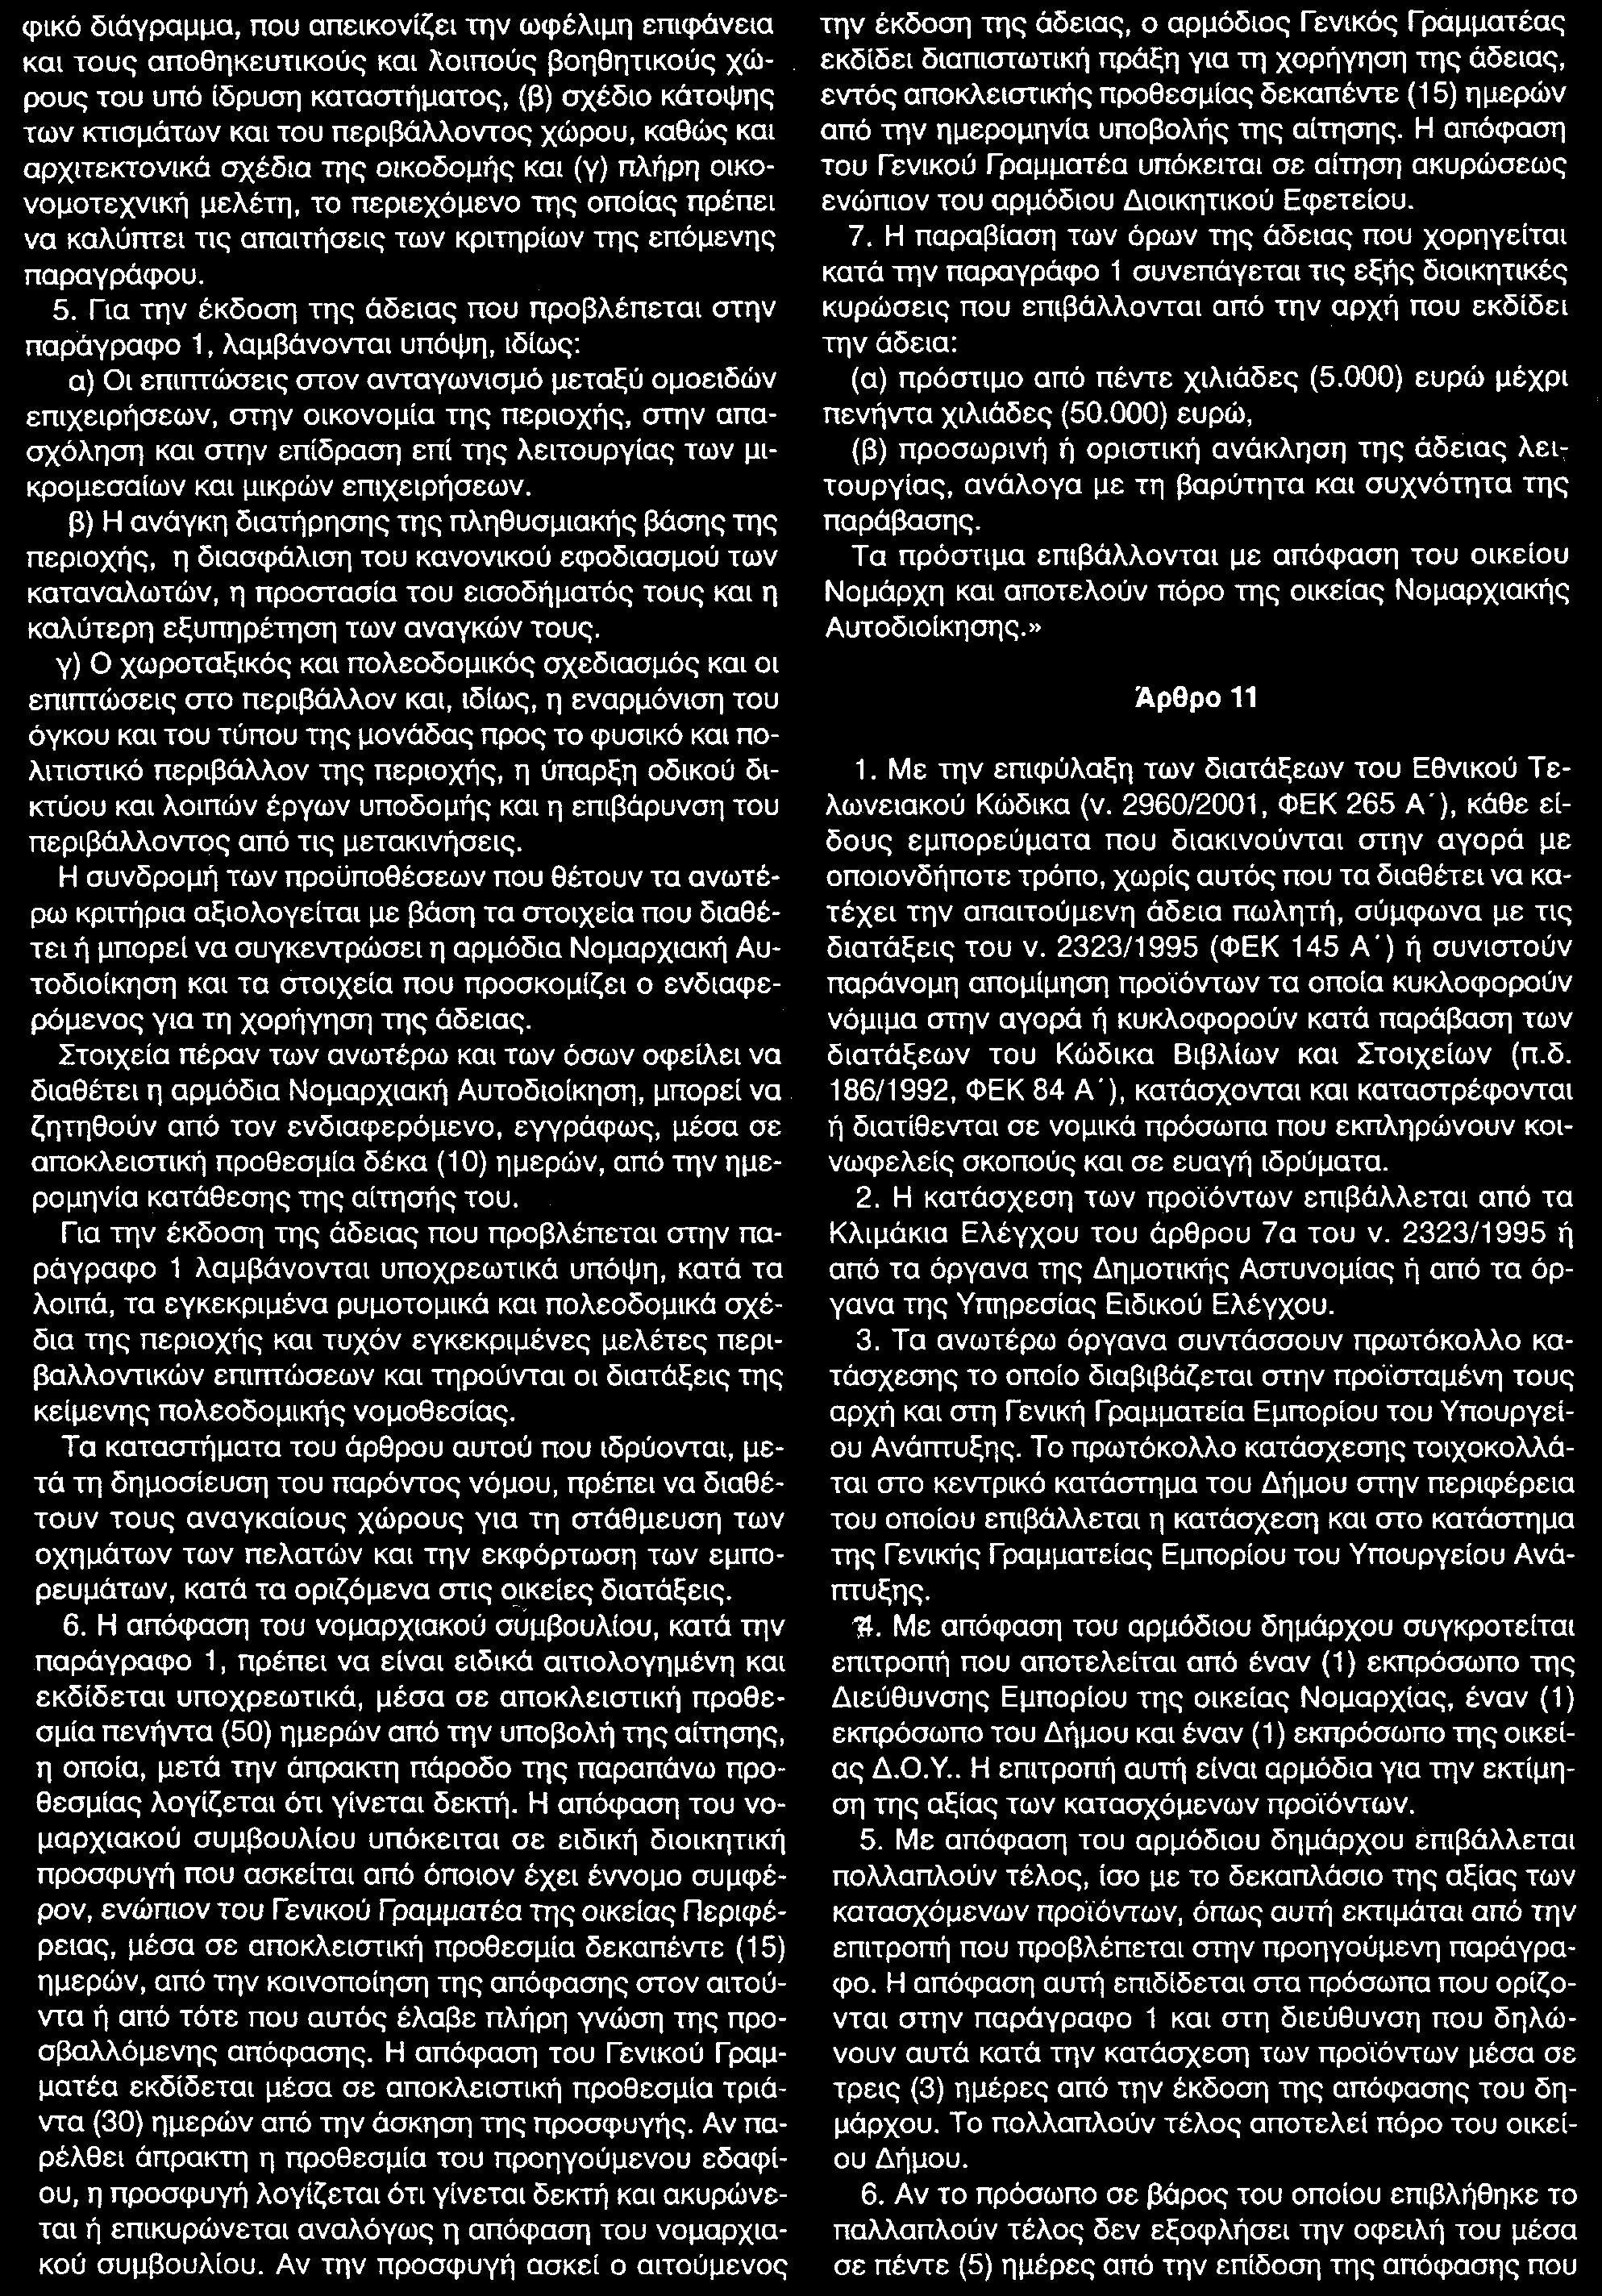 φικό διάγραμμα, που απεικονίζει την ωφέλιμη επιφάνεια
και τους αποθηκευτικούς και λοιπούς βοηθητικούς χώ-
ρους του υπό ίδρυση καταστήματος, (β) σχέδιο κάτοψης
των κτισμάτων και του περιβάλλοντος χώρου, καθώς και
αρχιτεκτονικά σχέδια της οικοδομής και (γ) πλήρη οικο-
νομοτεχνική μελέτη, το περιεχόμενο της οποίας πρέπει
να καλύπτει τις απαιτήσεις των κριτηρίων της επόμενης
παραγράφου.
5. Για την έκδοση της άδειας που προβλέπεται στην
παράγραφο 1, λαμβάνονται υπόψη, ιδίως:
α) Οι επιπτώσεις στον ανταγωνισμό μεταξύ ομοειδών
επιχειρήσεων, στην οικονομία της περιοχής, στην απα-
σχόληση και στην επίδραση επί της λειτουργίας των μι-
κρομεσαίων και μικρών επιχειρήσεων.
β) Η ανάγκη διατήρησης της πληθυσμιακής βάσης της
περιοχής, η διασφάλιση του κανονικού εφοδιασμού των
καταναλωτών, η προστασία του εισοδήματός τους και η
καλύτερη εξυπηρέτηση των αναγκών τους.
γ) Ο χωροταξικός και πολεοδομικός σχεδιασμός και οι
επιπτώσεις στο περιβάλλον και, ιδίως, η εναρμόνιση του
όγκου και του τύπου της μονάδας προς το φυσικό και πο-
λιτιστικό περιβάλλον της περιοχής, η ύπαρξη οδικού δι-
κτύου και λοιπών έργων υποδομής και η επιβάρυνση του
περιβάλλοντος από τις μετακινήσεις.
Η συνδρομή των προϋποθέσεων που θέτουν τα ανωτέ-
ρω κριτήρια αξιολογείται με βάση τα στοιχεία που διαθέ-
τει ή μπορεί να συγκεντρώσει η αρμόδια Νομαρχιακή Αυ-
τοδιοίκηση και τα στοιχεία που προσκομίζει ο ενδιαφε-
ρόμενος για τη χορήγηση της άδειας.
Στοιχεία πέραν των ανωτέρω και των όσων οφείλει να
διαθέτει η αρμόδια Νομαρχιακή Αυτοδιοίκηση, μπορεί να
ζητηθούν από τον ενδιαφερόμενο, εγγράφως, μέσα σε
αποκλειστική προθεσμία δέκα (10) ημερών, από την ημε-
ρομηνία κατάθεσης της αίτησής του.
Για την έκδοση της άδειας που προβλέπεται στην πα-
ράγραφο 1 λαμβάνονται υποχρεωτικά υπόψη, κατά τα
λοιπά, τα εγκεκριμένα ρυμοτομικά και πολεοδομικά σχέ-
δια της περιοχής και τυχόν εγκεκριμένες μελέτες περι-
βαλλοντικών επιπτώσεων και τηρούνται οι διατάξεις της
κείμενης πολεοδομικής νομοθεσίας.
Τα καταστήματα του άρθρου αυτού που ιδρύονται, με-
τά τη δημοσίευση του παρόντος νόμου, πρέπει να διαθέ-
τουν τους αναγκαίους χώρους για τη στάθμευση των
οχημάτων των πελατών και την εκφόρτωση των εμπο-
ρευμάτων, κατά τα οριζόμενα στις οικείες διατάξεις.
6. Η απόφαση του νομαρχιακού συμβουλίου, κατά την
παράγραφο 1, πρέπει να είναι ειδικά αιτιολογημένη και
εκδίδεται υποχρεωτικά, μέσα σε αποκλειστική προθε-
σμία πενήντα (50) ημερών από την υποβολή της αίτησης,
η οποία, μετά την άπρακτη πάροδο της παραπάνω προ-
θεσμίας λογίζεται ότι γίνεται δεκτή. Η απόφαση του νο-
μαρχιακού συμβουλίου υπόκειται σε ειδική διοικητική
προσφυγή που ασκείται από όποιον έχει έννομο συμφέ-
ρον, ενώπιον του Γενικού Γραμματέα της οικείας Περιφέ-
ρειας, μέσα σε αποκλειστική προθεσμία δεκαπέντε (15)
ημερών, από την κοινοποίηση της απόφασης στον αιτού-
ντα ή από τότε που αυτός έλαβε πλήρη γνώση της προ-
σβαλλόμενης απόφασης. Η απόφαση του Γενικού Γραμ-
ματέα εκδίδεται μέσα σε αποκλειστική προθεσμία τριά-
ντα (30) ημερών από την άσκηση της προσφυγής. Αν πα-
ρέλθει άπρακτη η προθεσμία του προηγούμενου εδαφί-
ου, η προσφυγή λογίζεται ότι γίνεται δεκτή και ακυρώνε-
ται ή επικυρώνεται αναλόγως η απόφαση του νομαρχια-
κού συμβουλίου. Αν την προσφυγή ασκεί ο αιτούμενος
την έκδοση της άδειας, ο αρμόδιος Γενικός Γραμματέας
εκδίδει διαπιστωτική πράξη για τη χορήγηση της άδειας,
εντός αποκλειστικής προθεσμίας δεκαπέντε (15) ημερών
από την ημερομηνία υποβολής της αίτησης. Η απόφαση
του Γενικού Γραμματέα υπόκειται σε αίτηση ακυρώσεως
ενώπιον του αρμόδιου Διοικητικού Εφετείου.
7. Η παραβίαση των όρων της άδειας που χορηγείται
κατά την παραγράφο 1 συνεπάγεται τις εξής διοικητικές
κυρώσεις που επιβάλλονται από την αρχή που εκδίδει
την άδεια:
(α) πρόστιμο από πέντε χιλιάδες (5.000) ευρώ μέχρι
πενήντα χιλιάδες (50.000) ευρώ,
(β) προσωρινή ή οριστική ανάκληση της άδειας λει-
τουργίας, ανάλογα με τη βαρύτητα και συχνότητα της
παράβασης.
Τα πρόστιμα επιβάλλονται με απόφαση του οικείου
Νομάρχη και αποτελούν πόρο της οικείας Νομαρχιακής
Αυτοδιοίκησης.»
Άρθρο 11
1. Με την επιφύλαξη των διατάξεων του Εθνικού Τε-
λωνειακού Κώδικα (ν. 2960/2001, ΦΕΚ 265 Α΄), κάθε εί-
δους εμπορεύματα που διακινούνται στην αγορά με
οποιονδήποτε τρόπο, χωρίς αυτός που τα διαθέτει να κα-
τέχει την απαιτούμενη άδεια πωλητή, σύμφωνα με τις
διατάξεις του ν. 2323/1995 (ΦΕΚ 145 Α΄) ή συνιστούν
παράνομη απομίμηση προϊόντων τα οποία κυκλοφορούν
νόμιμα στην αγορά ή κυκλοφορούν κατά παράβαση των
διατάξεων του Κώδικα Βιβλίων και Στοιχείων (π.δ.
186/1992, ΦΕΚ 84 Α΄), κατάσχονται και καταστρέφονται
ή διατίθενται σε νομικά πρόσωπα που εκπληρώνουν κοι-
νωφελείς σκοπούς και σε ευαγή ιδρύματα.
2. Η κατάσχεση των προϊόντων επιβάλλεται από τα
Κλιμάκια Ελέγχου του άρθρου 7α του ν. 2323/1995 ή
από τα όργανα της Δημοτικής Αστυνομίας ή από τα όρ-
γανα της Υπηρεσίας Ειδικού Ελέγχου.
3. Τα ανωτέρω όργανα συντάσσουν πρωτόκολλο κα-
τάσχεσης το οποίο διαβιβάζεται στην προϊσταμένη τους
αρχή και στη Γενική Γραμματεία Εμπορίου του Υπουργεί-
ου Ανάπτυξης. Το πρωτόκολλο κατάσχεσης τοιχοκολλά-
ται στο κεντρικό κατάστημα του Δήμου στην περιφέρεια
του οποίου επιβάλλεται η κατάσχεση και στο κατάστημα
της Γενικής Γραμματείας Εμπορίου του Υπουργείου Ανά-
πτυξης.
4. Με απόφαση του αρμόδιου δημάρχου συγκροτείται
επιτροπή που αποτελείται από έναν (1) εκπρόσωπο της
Διεύθυνσης Εμπορίου της οικείας Νομαρχίας, έναν (1)
εκπρόσωπο του Δήμου και έναν (1) εκπρόσωπο της οικεί-
ας Δ.Ο.Υ.. Η επιτροπή αυτή είναι αρμόδια για την εκτίμη-
ση της αξίας των κατασχόμενων προϊόντων.
5. Με απόφαση του αρμόδιου δημάρχου επιβάλλεται
πολλαπλούν τέλος, ίσο με το δεκαπλάσιο της αξίας των
κατασχόμενων προϊόντων, όπως αυτή εκτιμάται από την
επιτροπή που προβλέπεται στην προηγούμενη παράγρα-
φο. Η απόφαση αυτή επιδίδεται στα πρόσωπα που ορίζο-
νται στην παράγραφο 1 και στη διεύθυνση που δηλώ-
νουν αυτά κατά την κατάσχεση των προϊόντων μέσα σε
τρεις (3) ημέρες από την έκδοση της απόφασης του δη-
μάρχου. Το πολλαπλούν τέλος αποτελεί πόρο του οικεί-
ου Δήμου.
6. Αν το πρόσωπο σε βάρος του οποίου επιβλήθηκε το
παλλαπλούν τέλος δεν εξοφλήσει την οφειλή του μέσα
σε πέντε (5) ημέρες από την επίδοση της απόφασης που